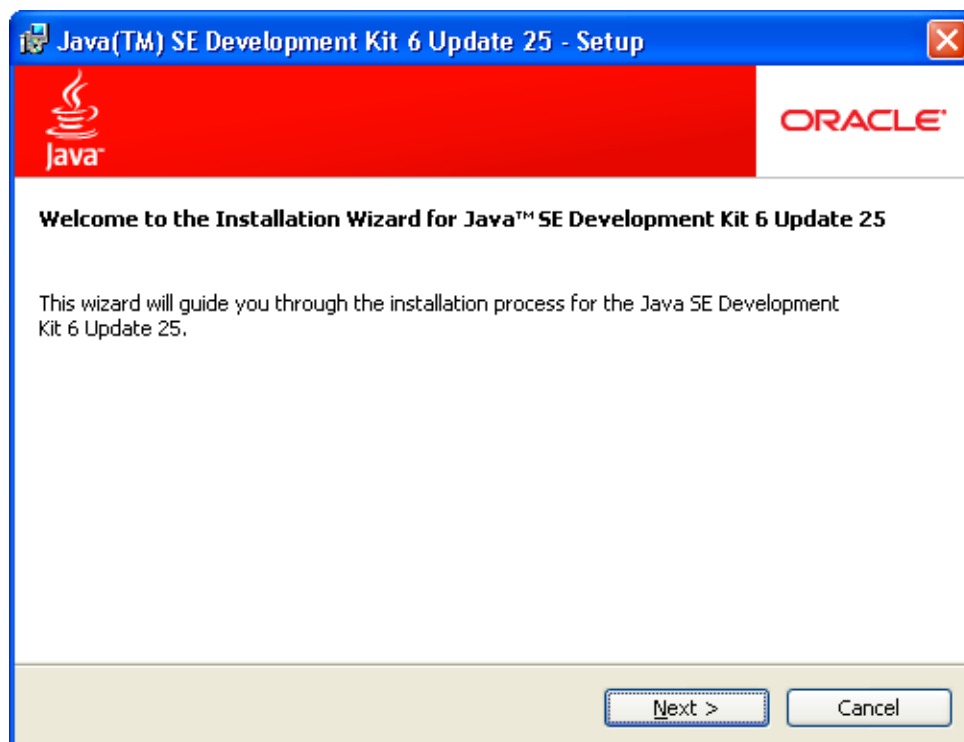 Java(TM) SE Development Kit 6 Update 25 - Setup
Java™
ORACLE®
Welcome to the Installation Wizard for Java™ SE Development Kit 6 Update 25
This wizard will guide you through the installation process for the Java SE Development
Kit 6 Update 25.
Next >
Cancel